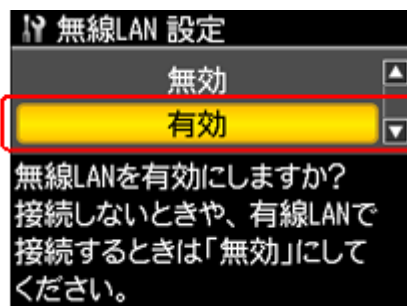 無線LAN 設定
無効
有効
無線LANを有効にしますか?
接続しないときや、有線LANで
接続するときは「無効」にして
ください。